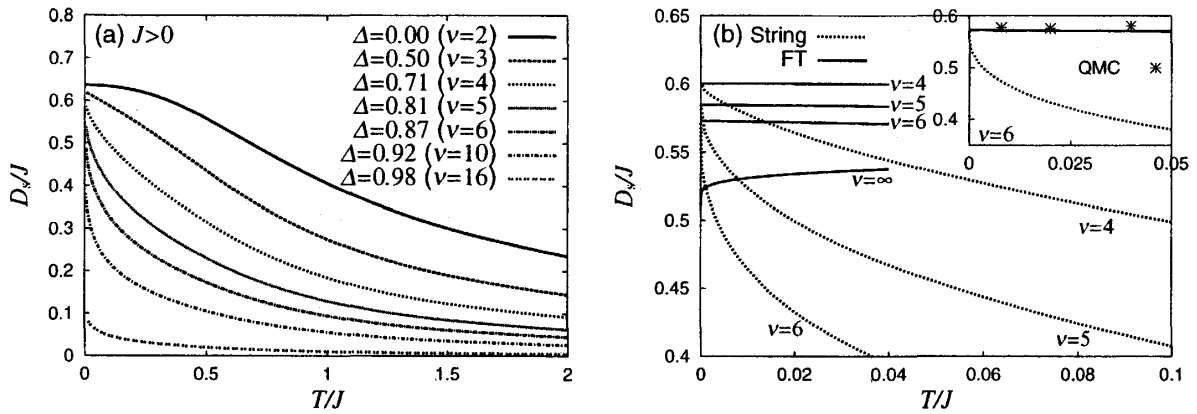 (a) J>0
Δ=0.00 (ν=2)
Δ=0.50 (ν=3)
Δ=0.71 (ν=4)
Δ=0.81 (ν=5)
Δ=0.87 (ν=6)
Δ=0.92 (ν=10)
Δ=0.98 (ν=16)
0.8
0.7
0.6
0.5
0.4
0.3
0.2
0.1
0
D_s/J
0 0.5 1 1.5 2
T/J
(b)
String
FT
0.65
0.6
0.55
0.5
0.45
0.4
D_s/J
ν=4
ν=5
ν=6
ν=∞
ν=4
ν=6
ν=5
0 0.02 0.04 0.06 0.08 0.1
T/J
0.6
0.5
0.4
QMC
ν=6
0 0.025 0.05